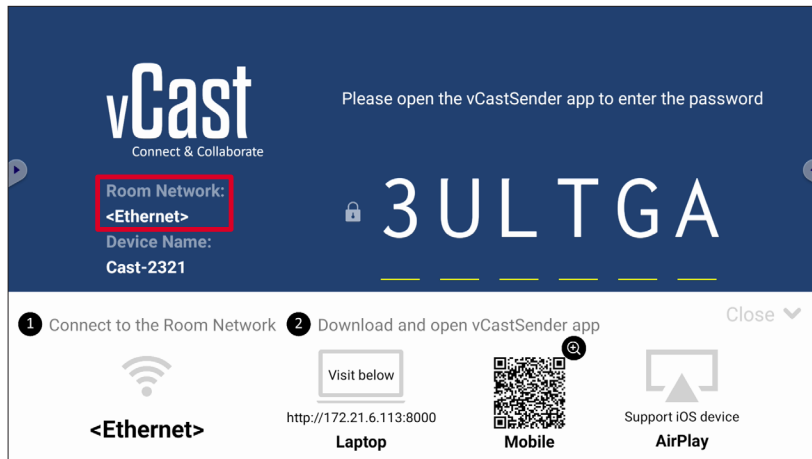 vCast
Connect & Collaborate
Please open the vCastSender app to enter the password
Room Network:
<Ethernet>
Device Name:
Cast-2321
3ULTGA
1 Connect to the Room Network
2 Download and open vCastSender app
Close
<Ethernet>
Visit below
http://172.21.6.113:8000
Laptop
Mobile
Support iOS device
AirPlay